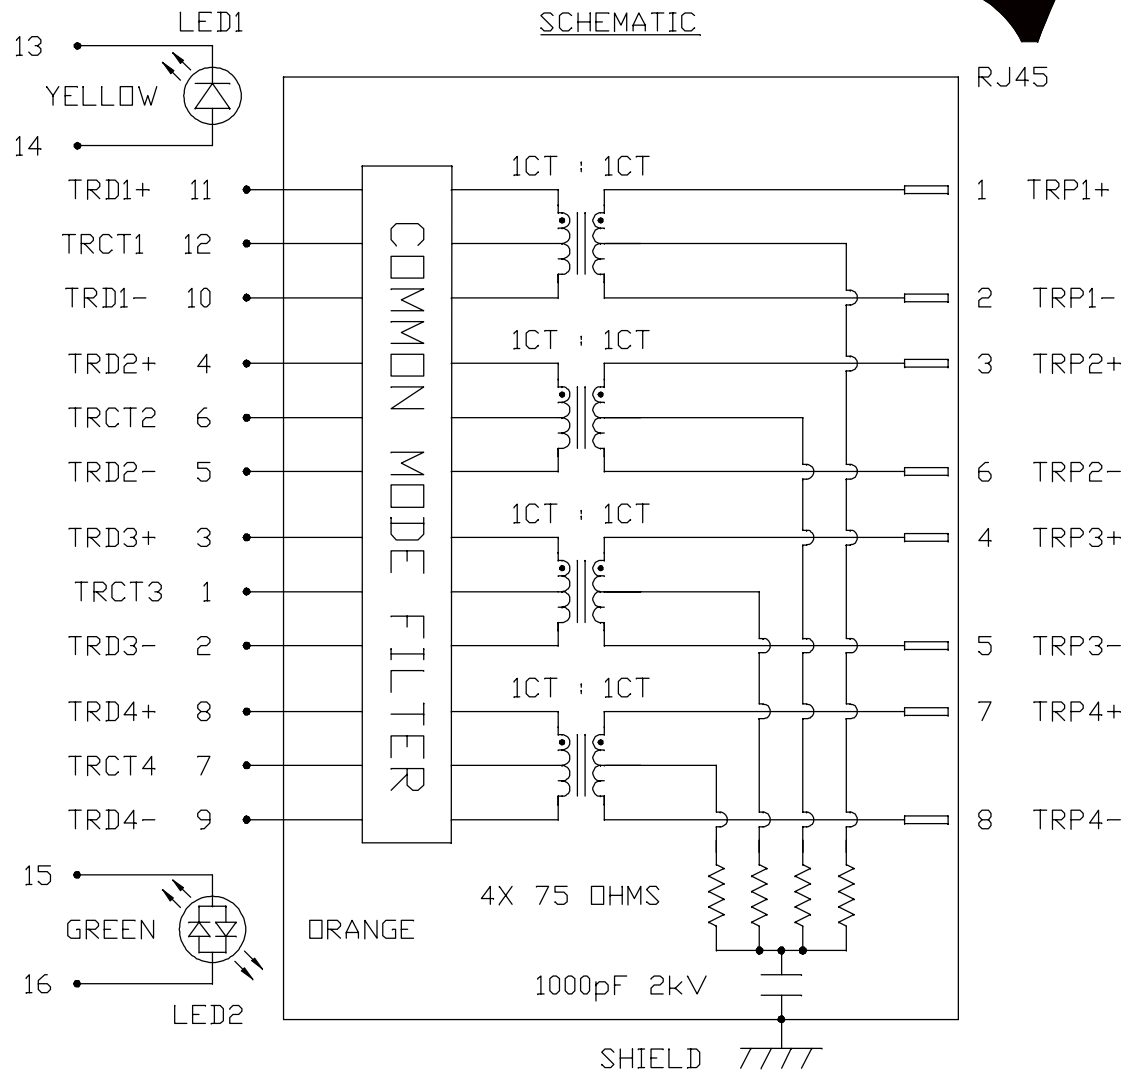 LED1
SCHEMATIC
13
RJ45
YELLOW
14
1CT : 1CT
TRD1+ 11
1 TRP1+
TRCT1 12
TRD1- 10
2 TRP1-
1CT : 1CT
TRD2+ 4
3 TRP2+
TRCT2 6
TRD2- 5
6 TRP2-
1CT : 1CT
TRD3+ 3
4 TRP3+
TRCT3 1
TRD3- 2
5 TRP3-
1CT : 1CT
TRD4+ 8
7 TRP4+
TRCT4 7
TRD4- 9
8 TRP4-
COMMON MODE FILTER
15
4X 75 OHMS
GREEN
ORANGE
16
1000pF 2kV
LED2
SHIELD